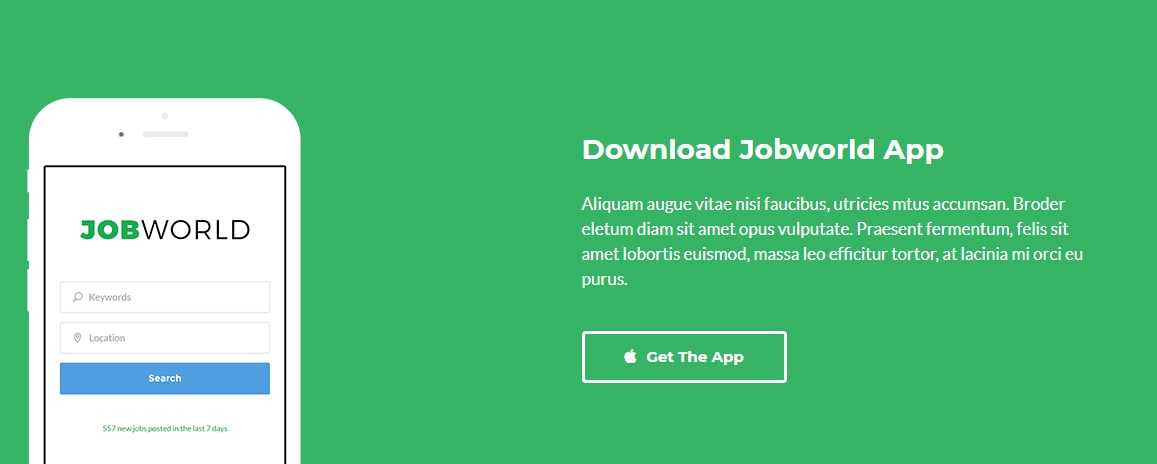 JOBWORLD
Keywords
Location
Search
557 new jobs posted in the last 7 days
Download Jobworld App
Aliquam augue vitae nisi faucibus, utricies mtus accumsan. Broder
eletum diam sit amet opus vulputate. Praesent fermentum, felis sit
amet lobortis euismod, massa leo efficitur tortor, at lacinia mi orci eu
purus.
Get The App